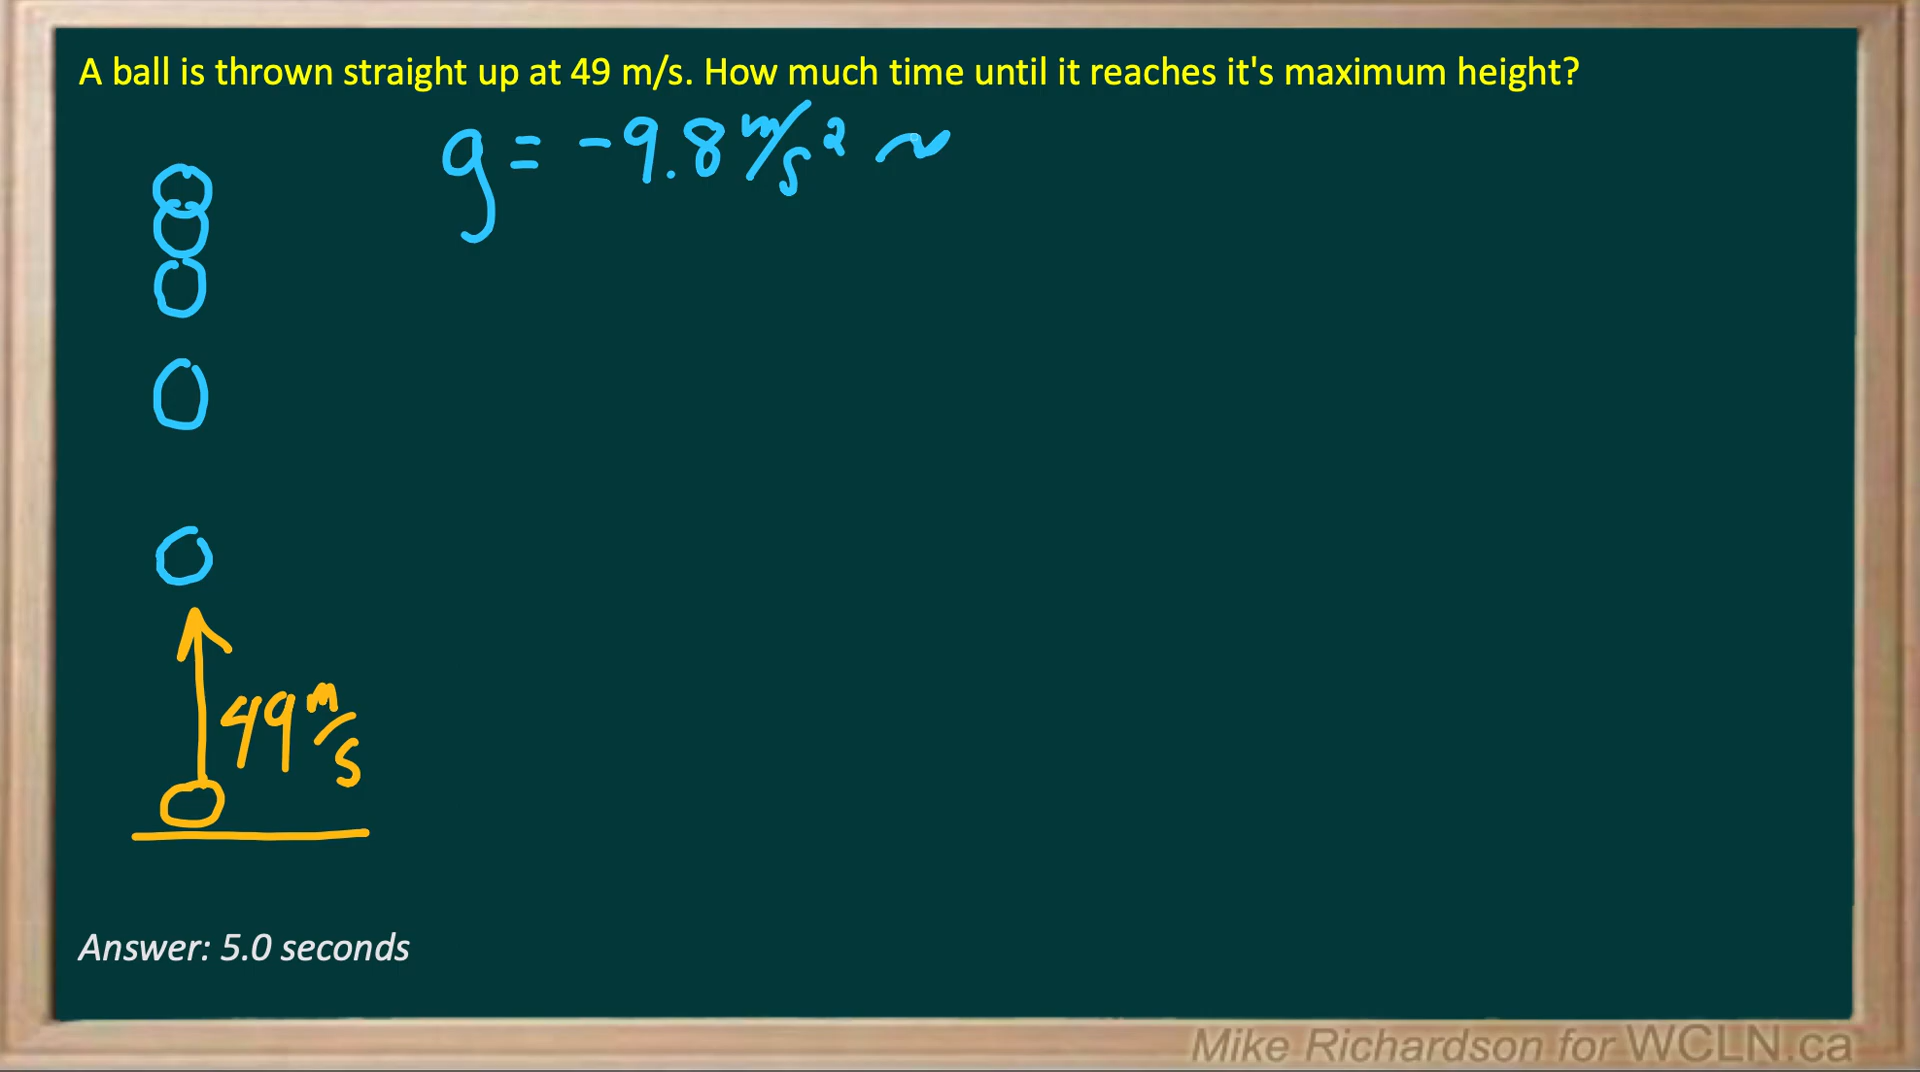 A ball is thrown straight up at 49 m/s. How much time until it reaches it's maximum height?
g = -9.8 m/s² ~
49 m/s
Answer: 5.0 seconds
Mike Richardson for WCLN.ca